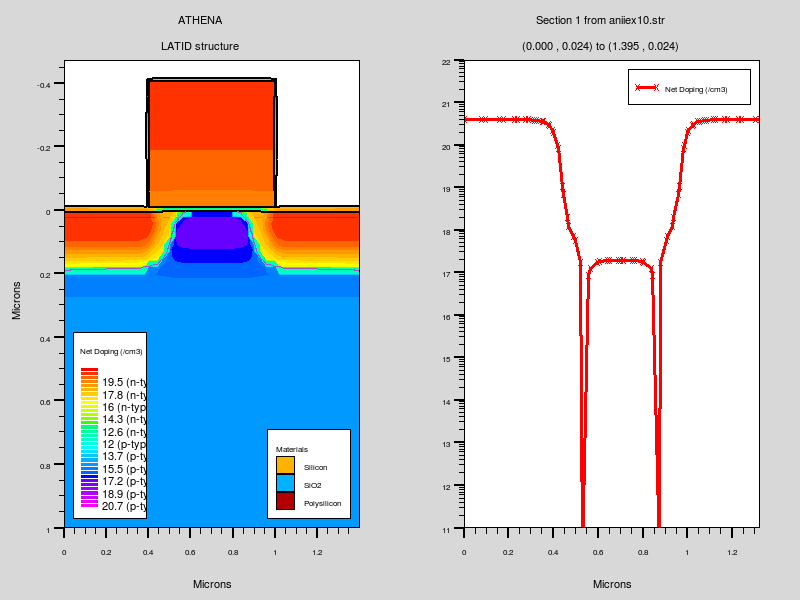 ATHENA
LATID structure
-0.4
-0.2
0
0.2
0.4
0.6
0.8
1
Microns
0
0.2
0.4
0.6
0.8
1
1.2
Microns
Net Doping (/cm3)
19.5 (n-ty
17.8 (n-ty
16 (n-typ
14.3 (n-ty
12.6 (n-ty
12 (p-typ
13.7 (p-ty
15.5 (p-ty
17.2 (p-ty
18.9 (p-ty
20.7 (p-ty
Materials
Silicon
SiO2
Polysilicon
Section 1 from aniiex10.str
(0.000 , 0.024) to (1.395 , 0.024)
Net Doping (/cm3)
22
21
20
19
18
17
16
15
14
13
12
11
0
0.2
0.4
0.6
0.8
1
1.2
Microns